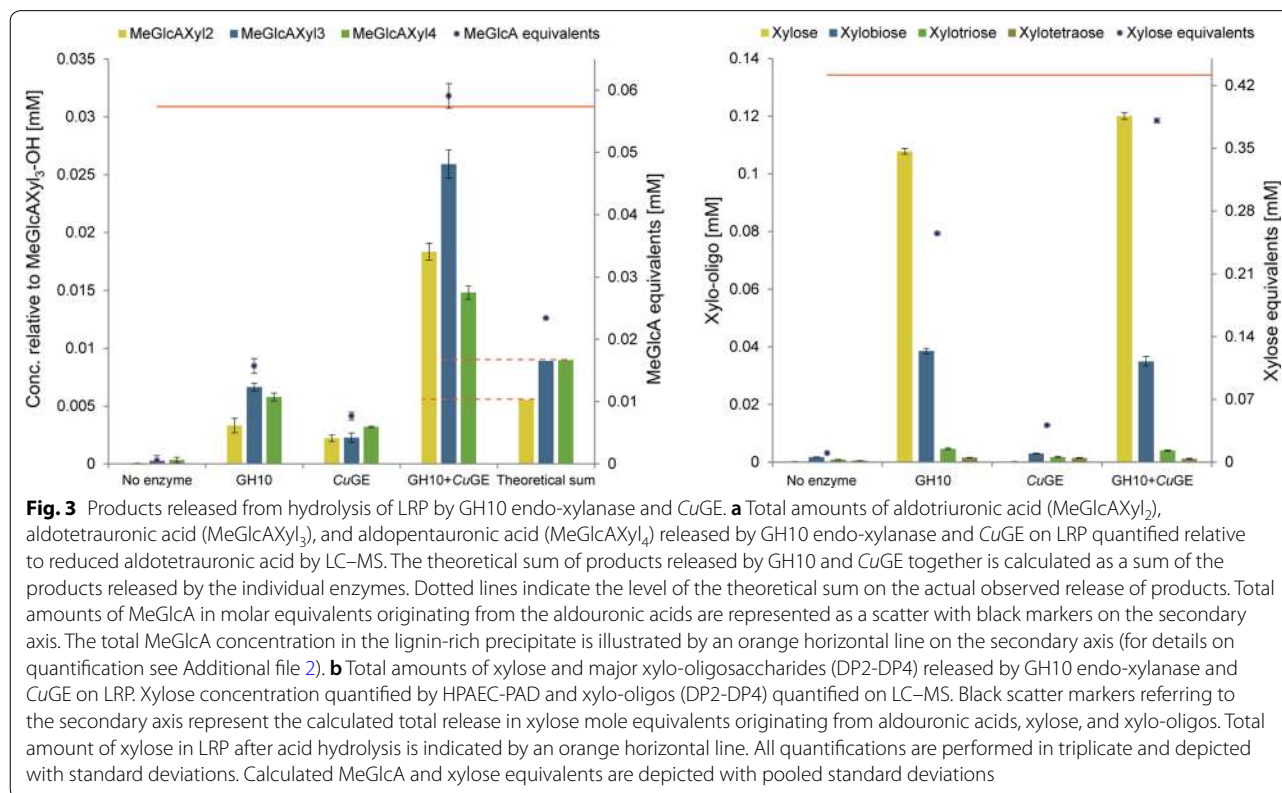 MeGlcAXyl2 MeGlcAXyl3 MeGlcAXyl4 MeGlcA equivalents
0.035
0.03
0.025
0.02
0.015
0.01
0.005
0
Conc. relative to MeGlcAXyl₃-OH [mM]
0.06
0.05
0.04
0.03
0.02
0.01
0
MeGlcA equivalents [mM]
No enzyme GH10 CuGE GH10+CuGE Theoretical sum
Xylose Xylobiose Xylotriose Xylotetraose Xylose equivalents
0.14
0.12
0.1
0.08
0.06
0.04
0.02
0
Xylo-oligo [mM]
0.42
0.35
0.28
0.21
0.14
0.07
0
Xylose equivalents [mM]
No enzyme GH10 CuGE GH10+CuGE
Fig. 3 Products released from hydrolysis of LRP by GH10 endo-xylanase and CuGE. a Total amounts of aldotriuronic acid (MeGlcAXyl₂),
aldotetrauronic acid (MeGlcAXyl₃), and aldopentauronic acid (MeGlcAXyl₄) released by GH10 endo-xylanase and CuGE on LRP quantified relative
to reduced aldotetrauronic acid by LC–MS. The theoretical sum of products released by GH10 and CuGE together is calculated as a sum of the
products released by the individual enzymes. Dotted lines indicate the level of the theoretical sum on the actual observed release of products. Total
amounts of MeGlcA in molar equivalents originating from the aldouronic acids are represented as a scatter with black markers on the secondary
axis. The total MeGlcA concentration in the lignin-rich precipitate is illustrated by an orange horizontal line on the secondary axis (for details on
quantification see Additional file 2). b Total amounts of xylose and major xylo-oligosaccharides (DP2-DP4) released by GH10 endo-xylanase and
CuGE on LRP. Xylose concentration quantified by HPAEC-PAD and xylo-oligos (DP2-DP4) quantified on LC–MS. Black scatter markers referring to
the secondary axis represent the calculated total release in xylose mole equivalents originating from aldouronic acids, xylose, and xylo-oligos. Total
amount of xylose in LRP after acid hydrolysis is indicated by an orange horizontal line. All quantifications are performed in triplicate and depicted
with standard deviations. Calculated MeGlcA and xylose equivalents are depicted with pooled standard deviations